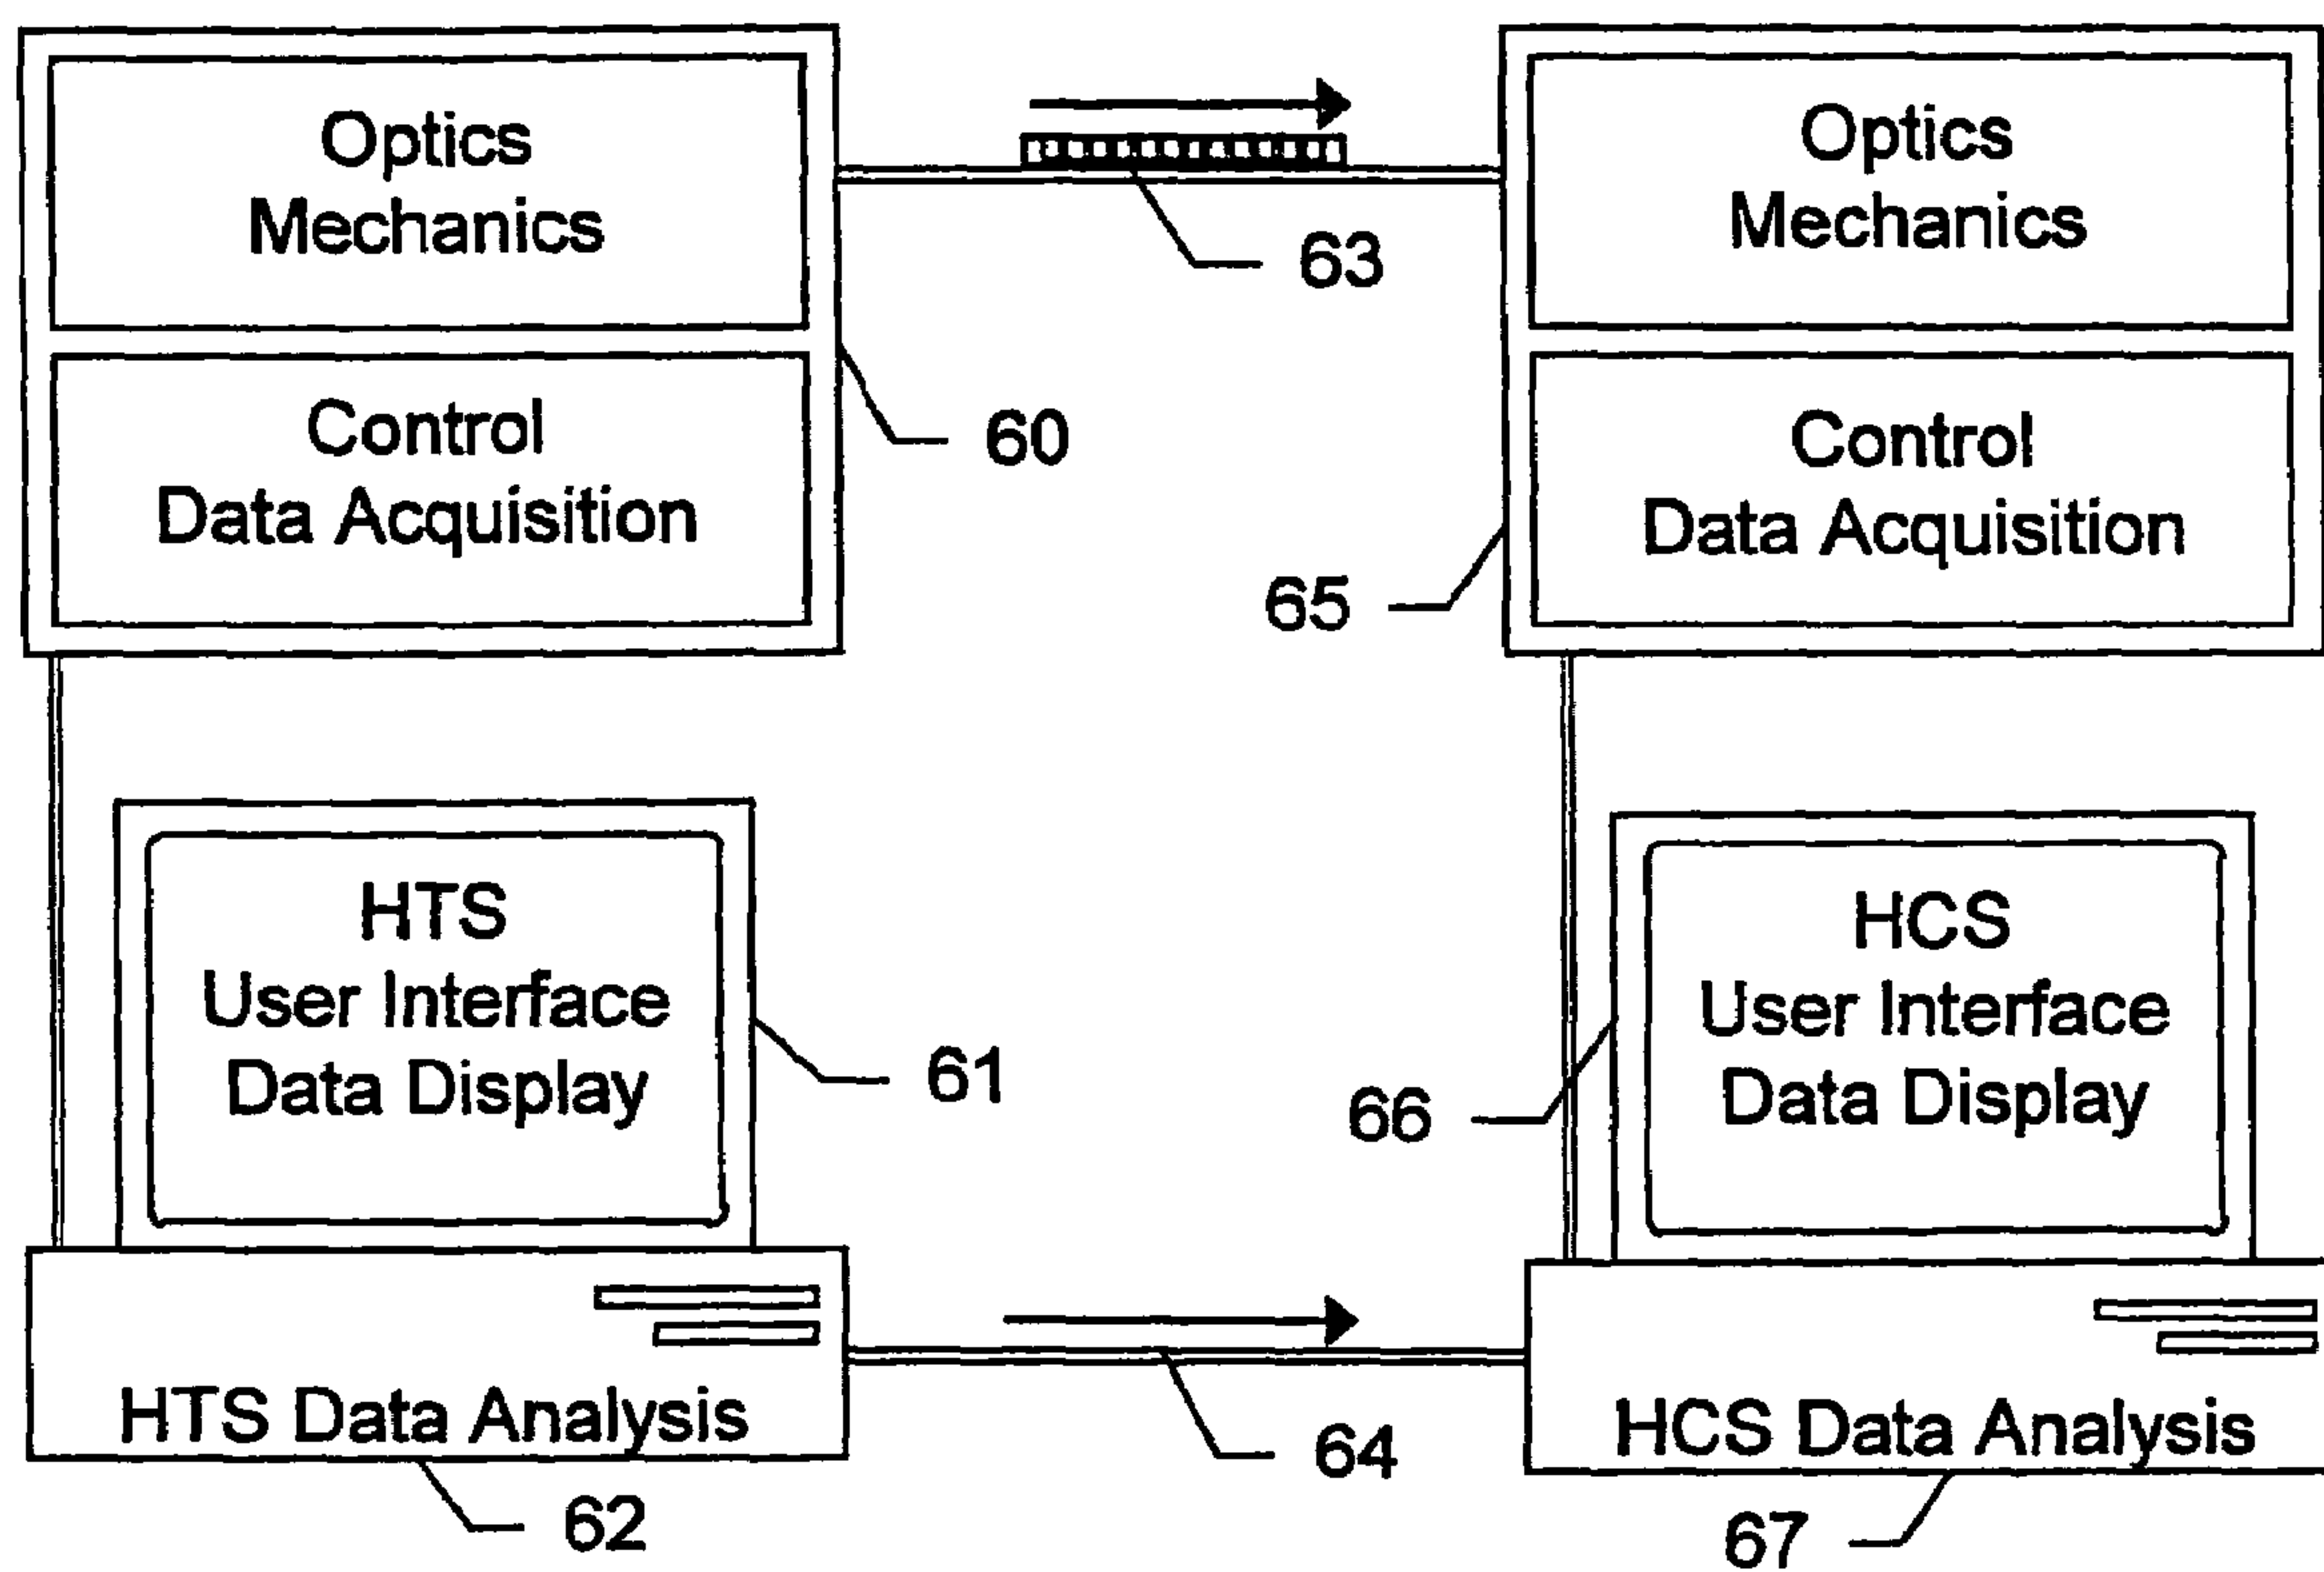 Optics
Mechanics
Control
Data Acquisition
60
63
Optics
Mechanics
Control
Data Acquisition
65
HTS
User Interface
Data Display
61
HTS Data Analysis
62
64
HCS
User Interface
Data Display
66
HCS Data Analysis
67